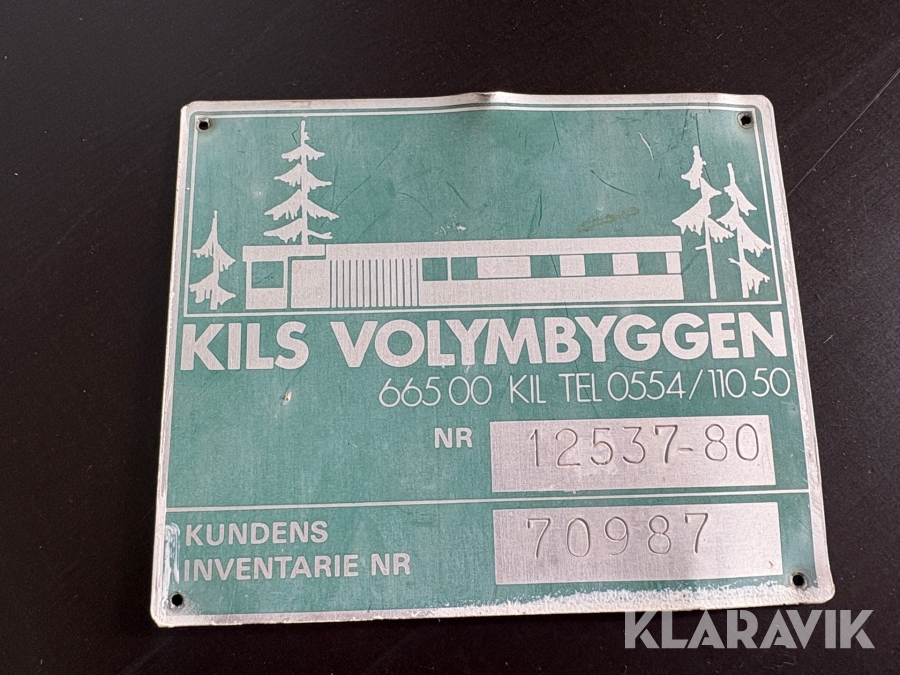 KILS VOLYMBYGGEN
665 00 KIL TEL 0554/110 50
NR 12537-80
KUNDENS
INVENTARIE NR 70987
KLARAVIK